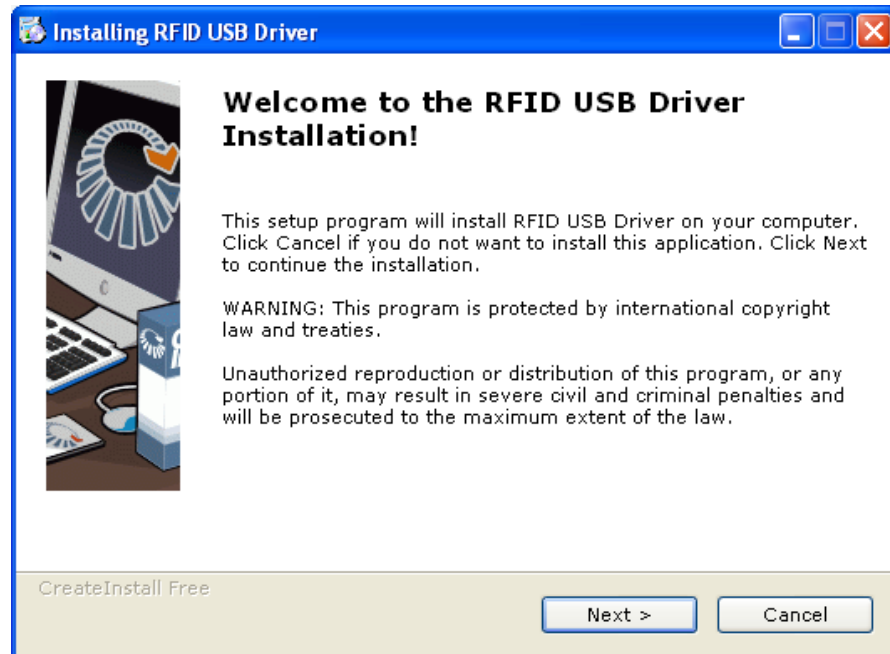 Installing RFID USB Driver
Welcome to the RFID USB Driver
Installation!
This setup program will install RFID USB Driver on your computer.
Click Cancel if you do not want to install this application. Click Next
to continue the installation.
WARNING: This program is protected by international copyright
law and treaties.
Unauthorized reproduction or distribution of this program, or any
portion of it, may result in severe civil and criminal penalties and
will be prosecuted to the maximum extent of the law.
CreateInstall Free
Next >
Cancel